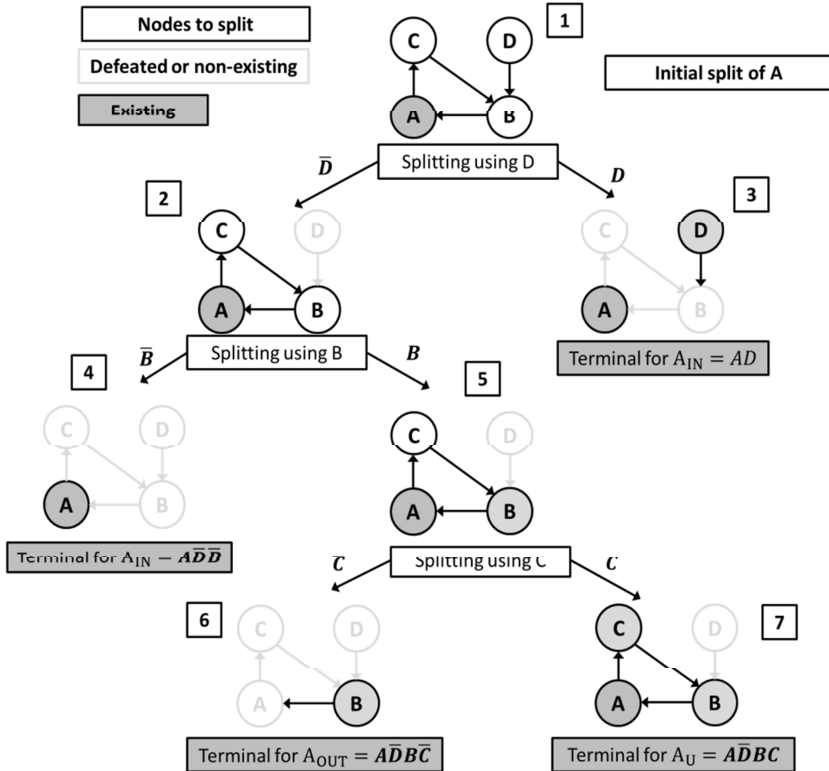 Nodes to split
Defeated or non-existing
Existing
Initial split of A
1
C
D
A
B
Splitting using D
D̅
D
2
C
D
A
B
Splitting using B
3
C
D
A
B
Terminal for A_IN = AD
B̅
B
4
C
D
A
B
Terminal for A_IN − AD̅D̅
5
C
D
A
B
Splitting using C
C̅
C
6
C
D
A
B
Terminal for A_OUT = AD̅BC̅
7
C
D
A
B
Terminal for A_U = AD̅BC